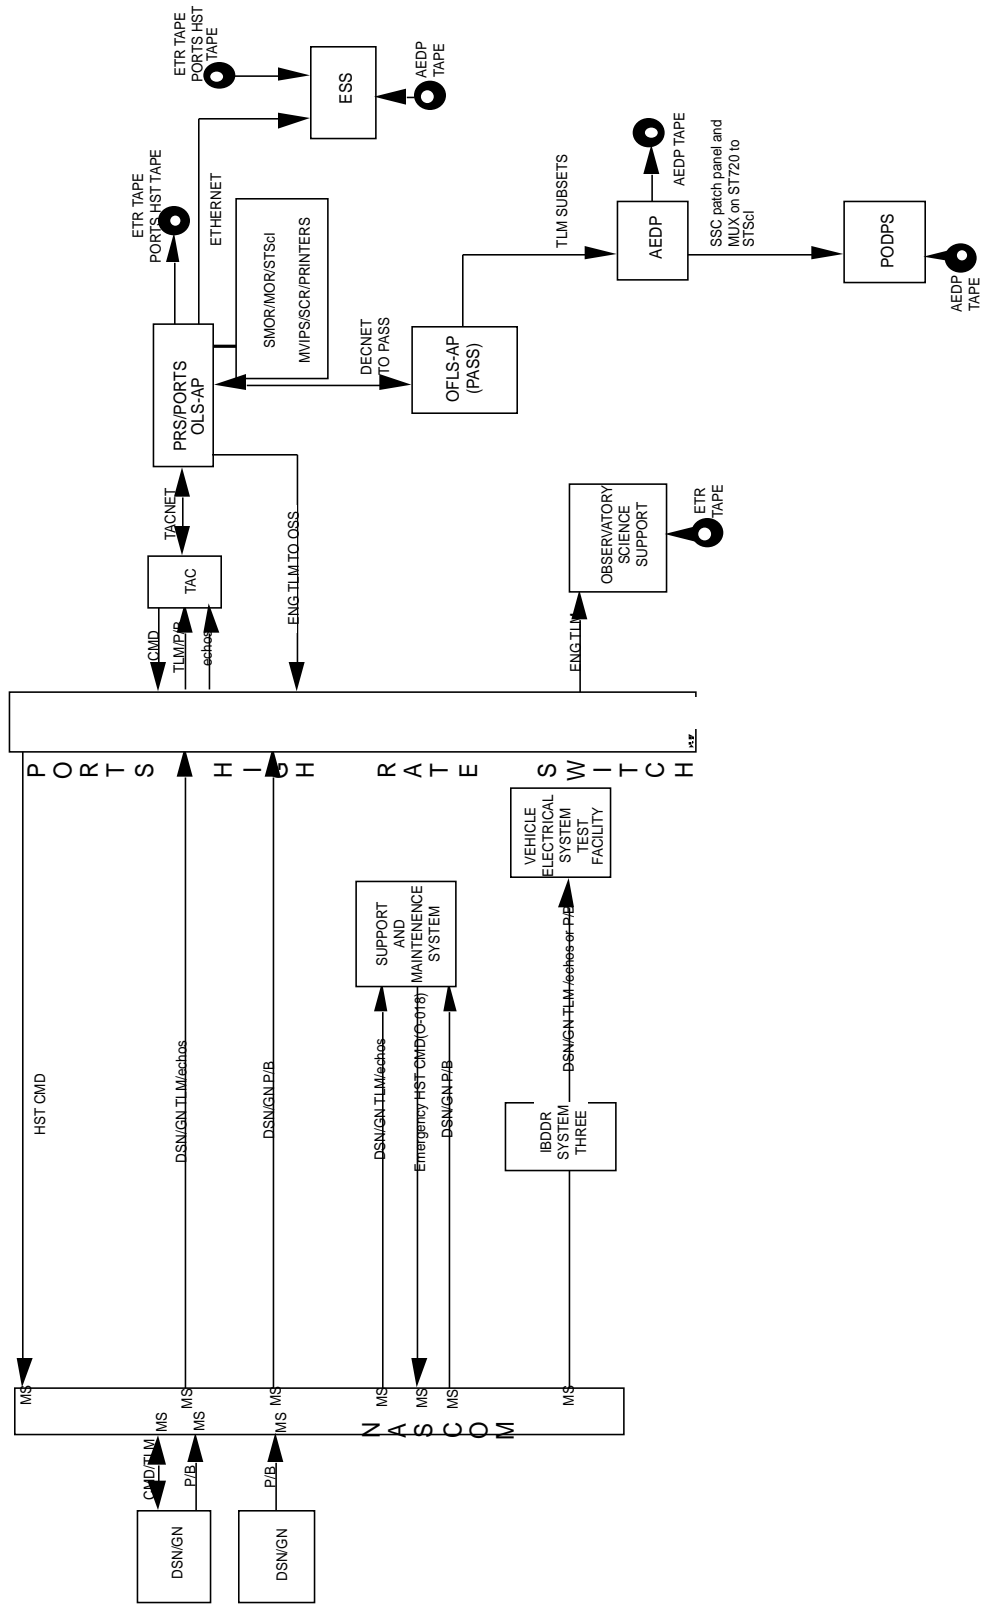 ETR TAPE
PORTS HST
TAPE
ESS
AEDP
TAPE
ETR TAPE
PORTS HST TAPE
ETHERNET
SMOR/MOR/STScI
MVIPS/SCR/PRINTERS
PRS/PORTS
OLS-AP
DECNET
TO PASS
OFLS-AP
(PASS)
TLM SUBSETS
AEDP
AEDP TAPE
SSC patch panel and
MUX on ST720 to
STScI
PODPS
AEDP
TAPE
TACNET
TAC
CMD
TLM/P/B
echos
ENG TLM TO OSS
OBSERVATORY
SCIENCE
SUPPORT
ETR
TAPE
ENG TLM
PORTS HIGH RATE SWITCH
VEHICLE
ELECTRICAL
SYSTEM
TEST
FACILITY
SUPPORT
AND
MAINTENENCE
SYSTEM
HST CMD
DSN/GN TLM/echos
DSN/GN P/B
DSN/GN TLM/echos
Emergency HST CMD(O-018)
DSN/GN P/B
DSN/GN TLM /echos or P/B
IBDDR
SYSTEM
THREE
MS
MS
MS
MS
MS
MS
MS
MS
MS
MS
NASCOM
CMD/TLM
P/B
P/B
DSN/GN
DSN/GN